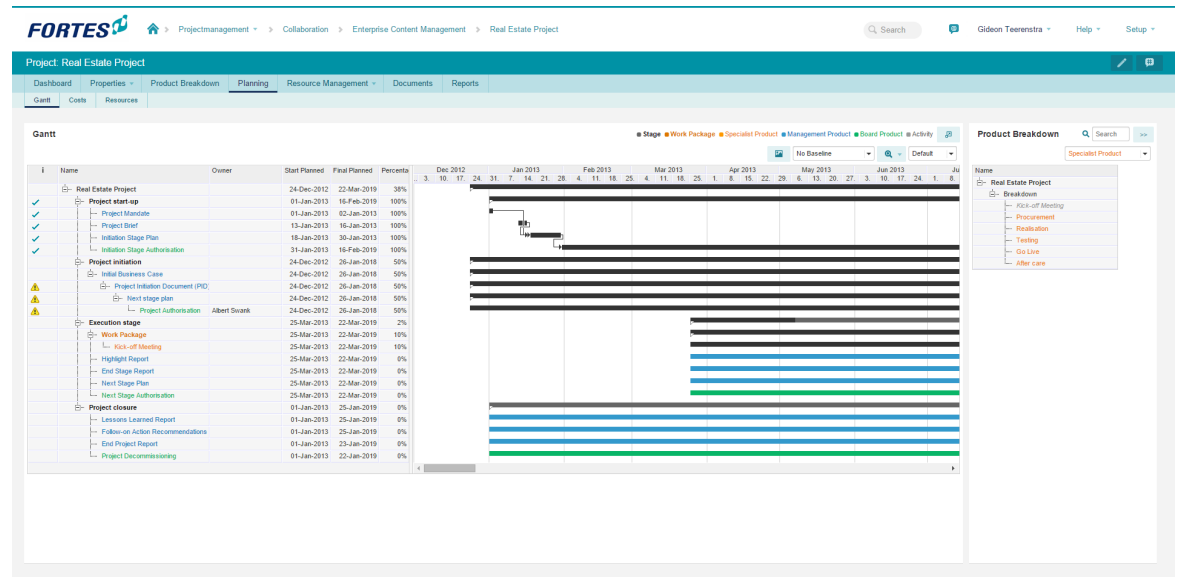 FORTES
Projectmanagement > Collaboration > Enterprise Content Management > Real Estate Project
Search
Gideon Teerenstra
Help
Setup
Project: Real Estate Project
Dashboard Properties Product Breakdown Planning Resource Management Documents Reports
Gantt Costs Resources
Gantt
Stage Work Package Specialist Product Management Product Board Product Activity
No Baseline Default
i Name Owner Start Planned Final Planned Percenta
Dec 2012 Jan 2013 Feb 2013 Mar 2013 Apr 2013 May 2013 Jun 2013 Ju
3. 10. 17. 24. 31. 7. 14. 21. 28. 4. 11. 18. 25. 4. 11. 18. 25. 1. 8. 15. 22. 29. 6. 13. 20. 27. 3. 10. 17. 24. 1. 8.
Real Estate Project 24-Dec-2012 22-Mar-2019 38%
Project start-up 01-Jan-2013 16-Feb-2019 100%
Project Mandate 01-Jan-2013 02-Jan-2013 100%
Project Brief 13-Jan-2013 16-Jan-2013 100%
Initiation Stage Plan 18-Jan-2013 30-Jan-2013 100%
Initiation Stage Authorisation 31-Jan-2013 16-Feb-2019 100%
Project initiation 24-Dec-2012 26-Jan-2018 50%
Initial Business Case 24-Dec-2012 26-Jan-2018 50%
Project Initiation Document (PID) 24-Dec-2012 26-Jan-2018 50%
Next stage plan 24-Dec-2012 26-Jan-2018 50%
Project Authorisation Albert Swank 24-Dec-2012 26-Jan-2018 50%
Execution stage 25-Mar-2013 22-Mar-2019 2%
Work Package 25-Mar-2013 22-Mar-2019 10%
Kick-off Meeting 25-Mar-2013 22-Mar-2019 10%
Highlight Report 25-Mar-2013 22-Mar-2019 0%
End Stage Report 25-Mar-2013 22-Mar-2019 0%
Next Stage Plan 25-Mar-2013 22-Mar-2019 0%
Next Stage Authorisation 25-Mar-2013 22-Mar-2019 0%
Project closure 01-Jan-2013 25-Jan-2019 0%
Lessons Learned Report 01-Jan-2013 25-Jan-2019 0%
Follow-on Action Recommendations 01-Jan-2013 25-Jan-2019 0%
End Project Report 01-Jan-2013 23-Jan-2019 0%
Project Decommissioning 01-Jan-2013 22-Jan-2019 0%
Product Breakdown
Search >>
Specialist Product
Name
Real Estate Project
Breakdown
Kick-off Meeting
Procurement
Realisation
Testing
Go Live
After care